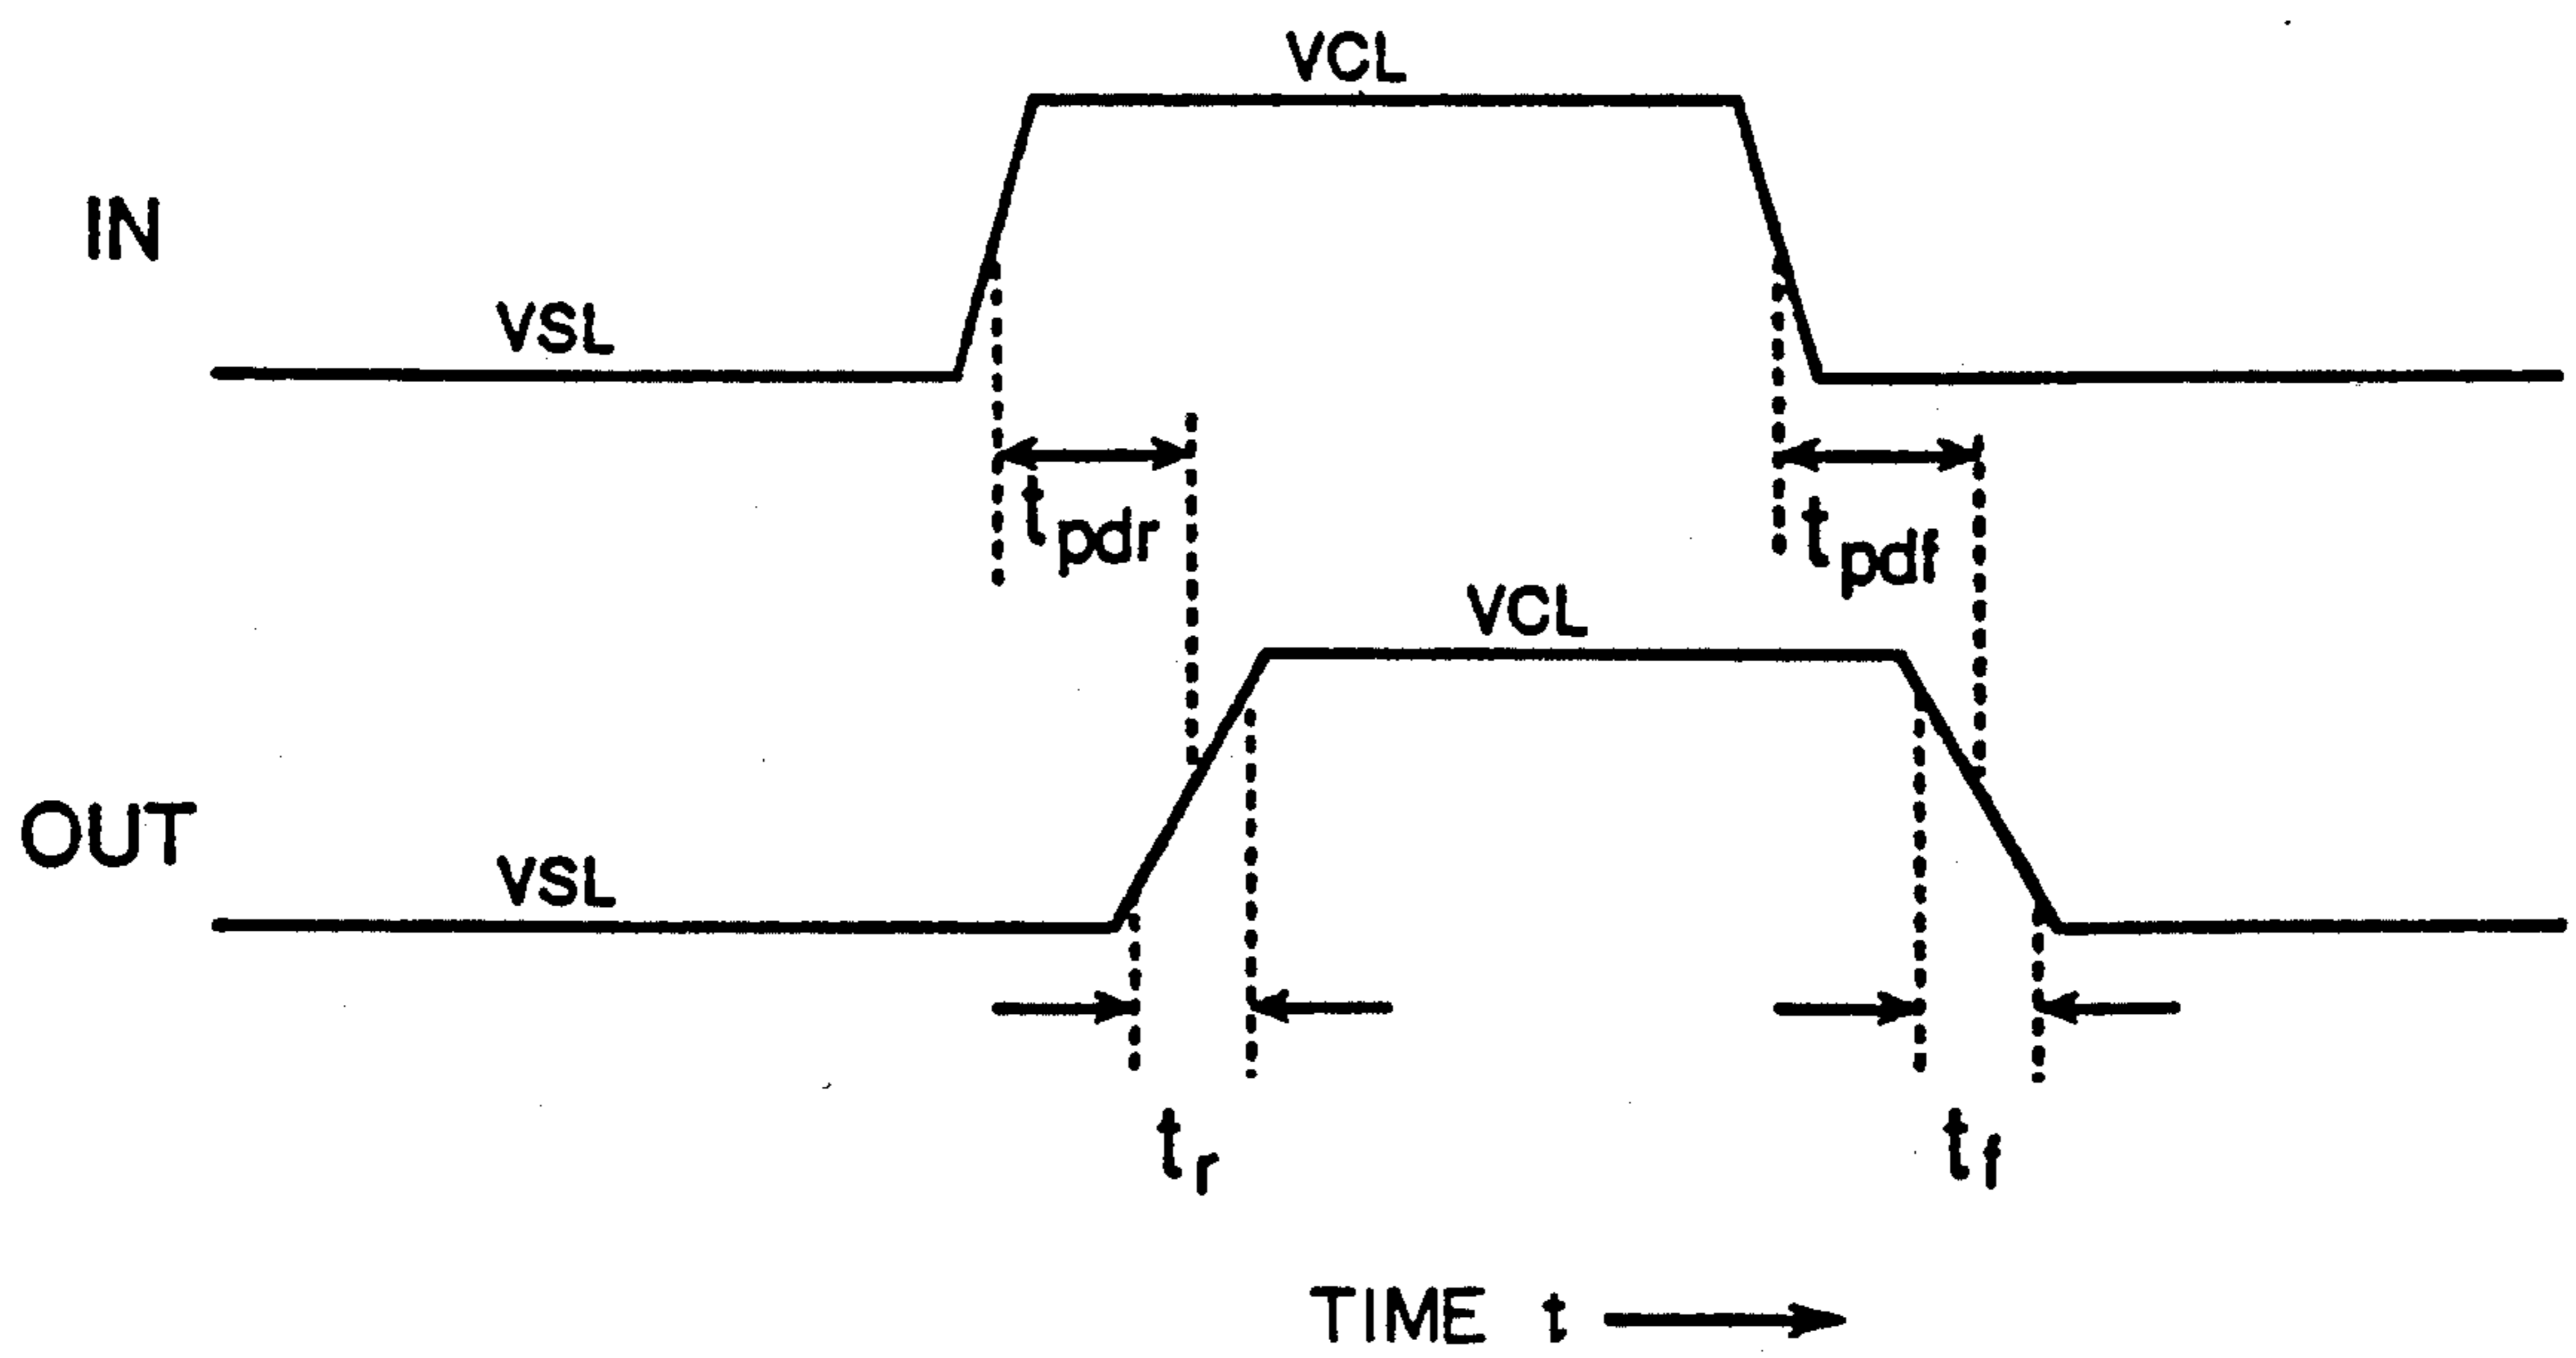 VCL
IN
VSL
tpdr
tpdf
VCL
OUT
VSL
tr
tf
TIME t